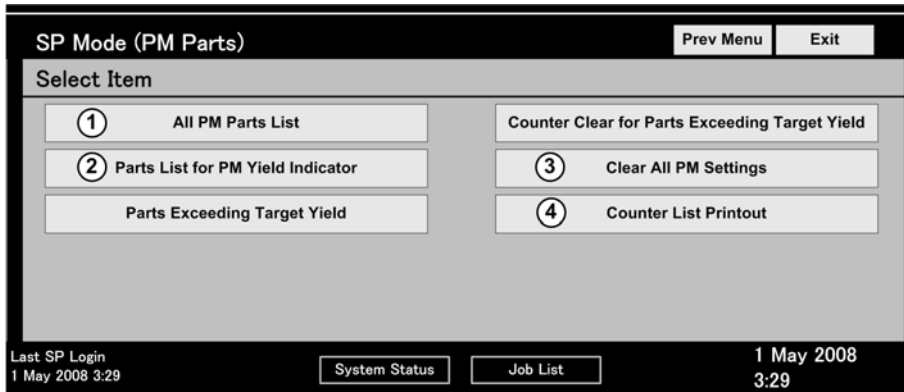 SP Mode (PM Parts)
Prev Menu
Exit
Select Item
① All PM Parts List
Counter Clear for Parts Exceeding Target Yield
② Parts List for PM Yield Indicator
③ Clear All PM Settings
Parts Exceeding Target Yield
④ Counter List Printout
Last SP Login
1 May 2008 3:29
System Status
Job List
1 May 2008
3:29